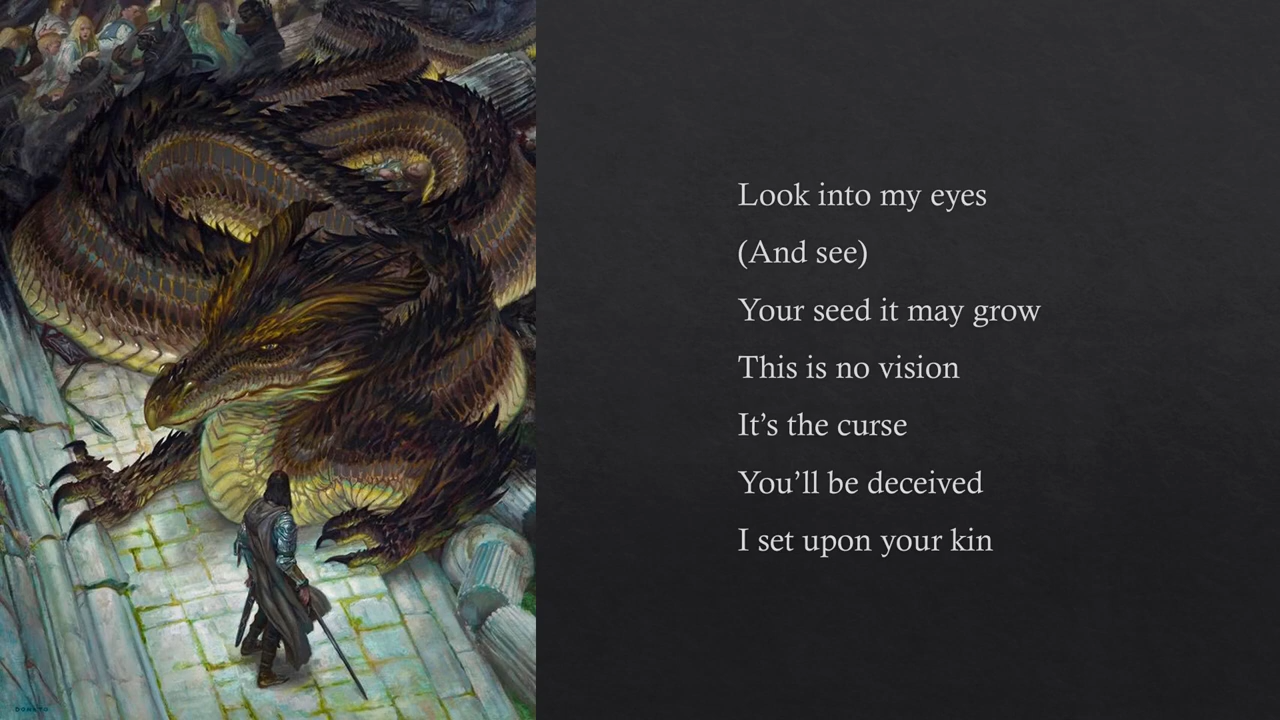 Look into my eyes
(And see)
Your seed it may grow
This is no vision
It’s the curse
You’ll be deceived
I set upon your kin
DONATO